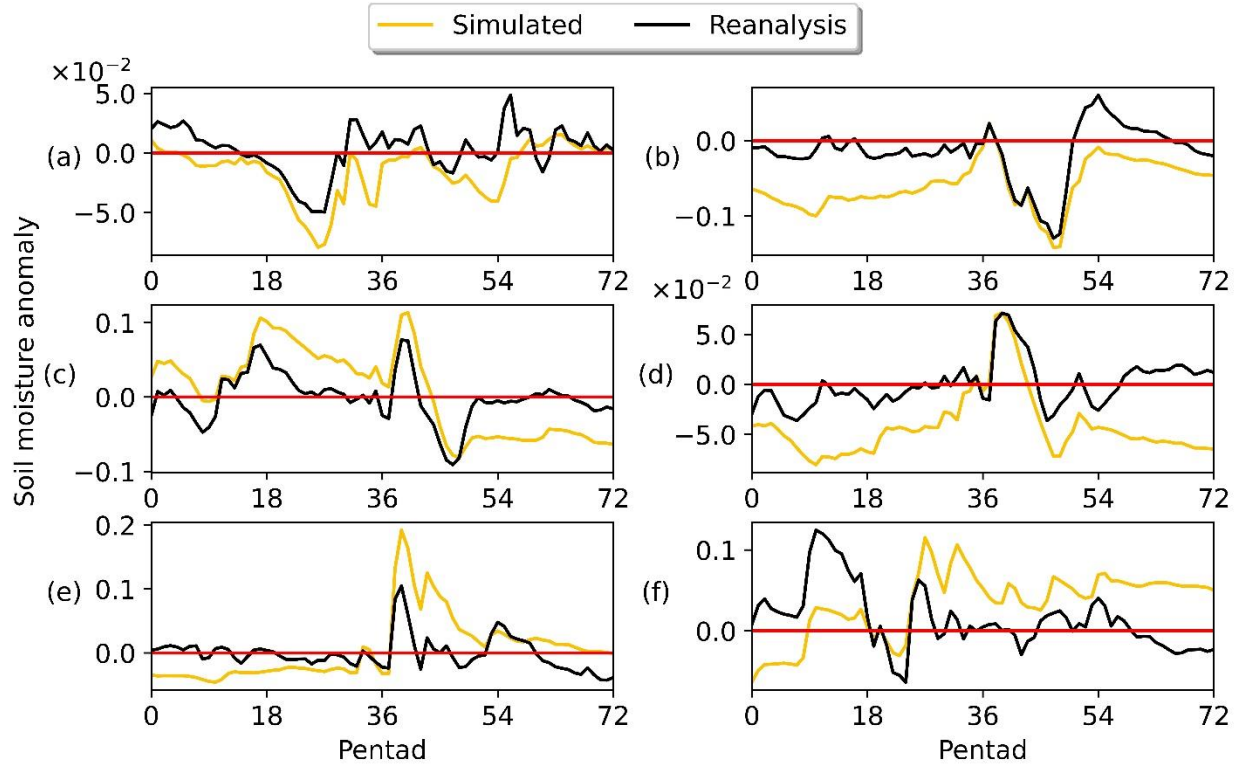 Simulated Reanalysis
×10⁻²
5.0
0.0
−5.0
(a)
0 18 36 54 72
0.0
−0.1
(b)
0 18 36 54 72
Soil moisture anomaly
0.1
0.0
−0.1
(c)
0 18 36 54 72
×10⁻²
5.0
0.0
−5.0
(d)
0 18 36 54 72
0.2
0.1
0.0
(e)
0 18 36 54 72
Pentad
0.1
0.0
(f)
0 18 36 54 72
Pentad